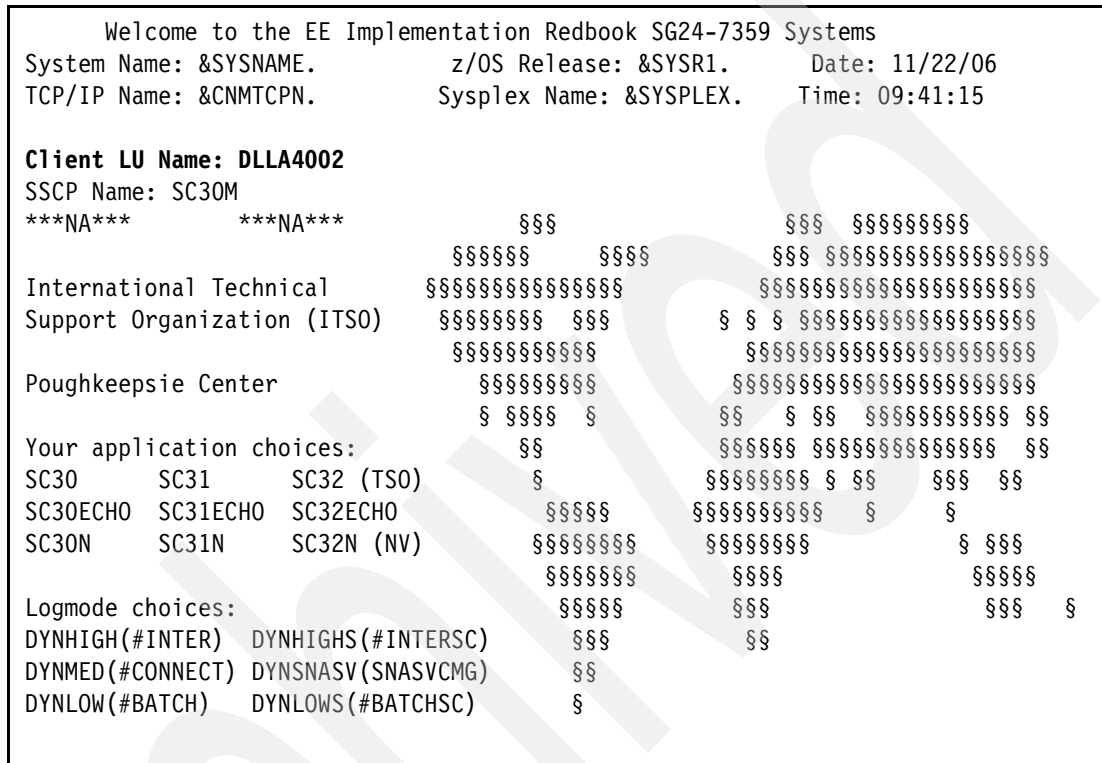 Welcome to the EE Implementation Redbook SG24-7359 Systems
System Name: &SYSNAME. z/OS Release: &SYSR1. Date: 11/22/06
TCP/IP Name: &CNMTCPN. Sysplex Name: &SYSPLEX. Time: 09:41:15
Client LU Name: DLLA4002
SSCP Name: SC30M
***NA*** ***NA*** §§§ §§§ §§§§§§§§§
§§§§§§ §§§§ §§§ §§§§§§§§§§§§§§§§§
International Technical §§§§§§§§§§§§§§§ §§§§§§§§§§§§§§§§§§§§§
Support Organization (ITSO) §§§§§§§§ §§§ § § § §§§§§§§§§§§§§§§§§§
§§§§§§§§§§§ §§§§§§§§§§§§§§§§§§§§§§
Poughkeepsie Center §§§§§§§§§ §§§§§§§§§§§§§§§§§§§§§§§
§ §§§§ § §§ § §§ §§§§§§§§§§§ §§
Your application choices: §§ §§§§§§ §§§§§§§§§§§§§§ §§
SC30 SC31 SC32 (TSO) § §§§§§§§§ § §§ §§§ §§
SC30ECHO SC31ECHO SC32ECHO §§§§§ §§§§§§§§§§ § §
SC30N SC31N SC32N (NV) §§§§§§§§ §§§§§§§§ § §§§
§§§§§§§ §§§§ §§§§§
Logmode choices: §§§§§ §§§ §§§ §
DYNHIGH(#INTER) DYNHIGHS(#INTERSC) §§§ §§
DYNMED(#CONNECT) DYNSNASV(SNASVCMG) §§
DYNLOW(#BATCH) DYNLOWS(#BATCHSC) §